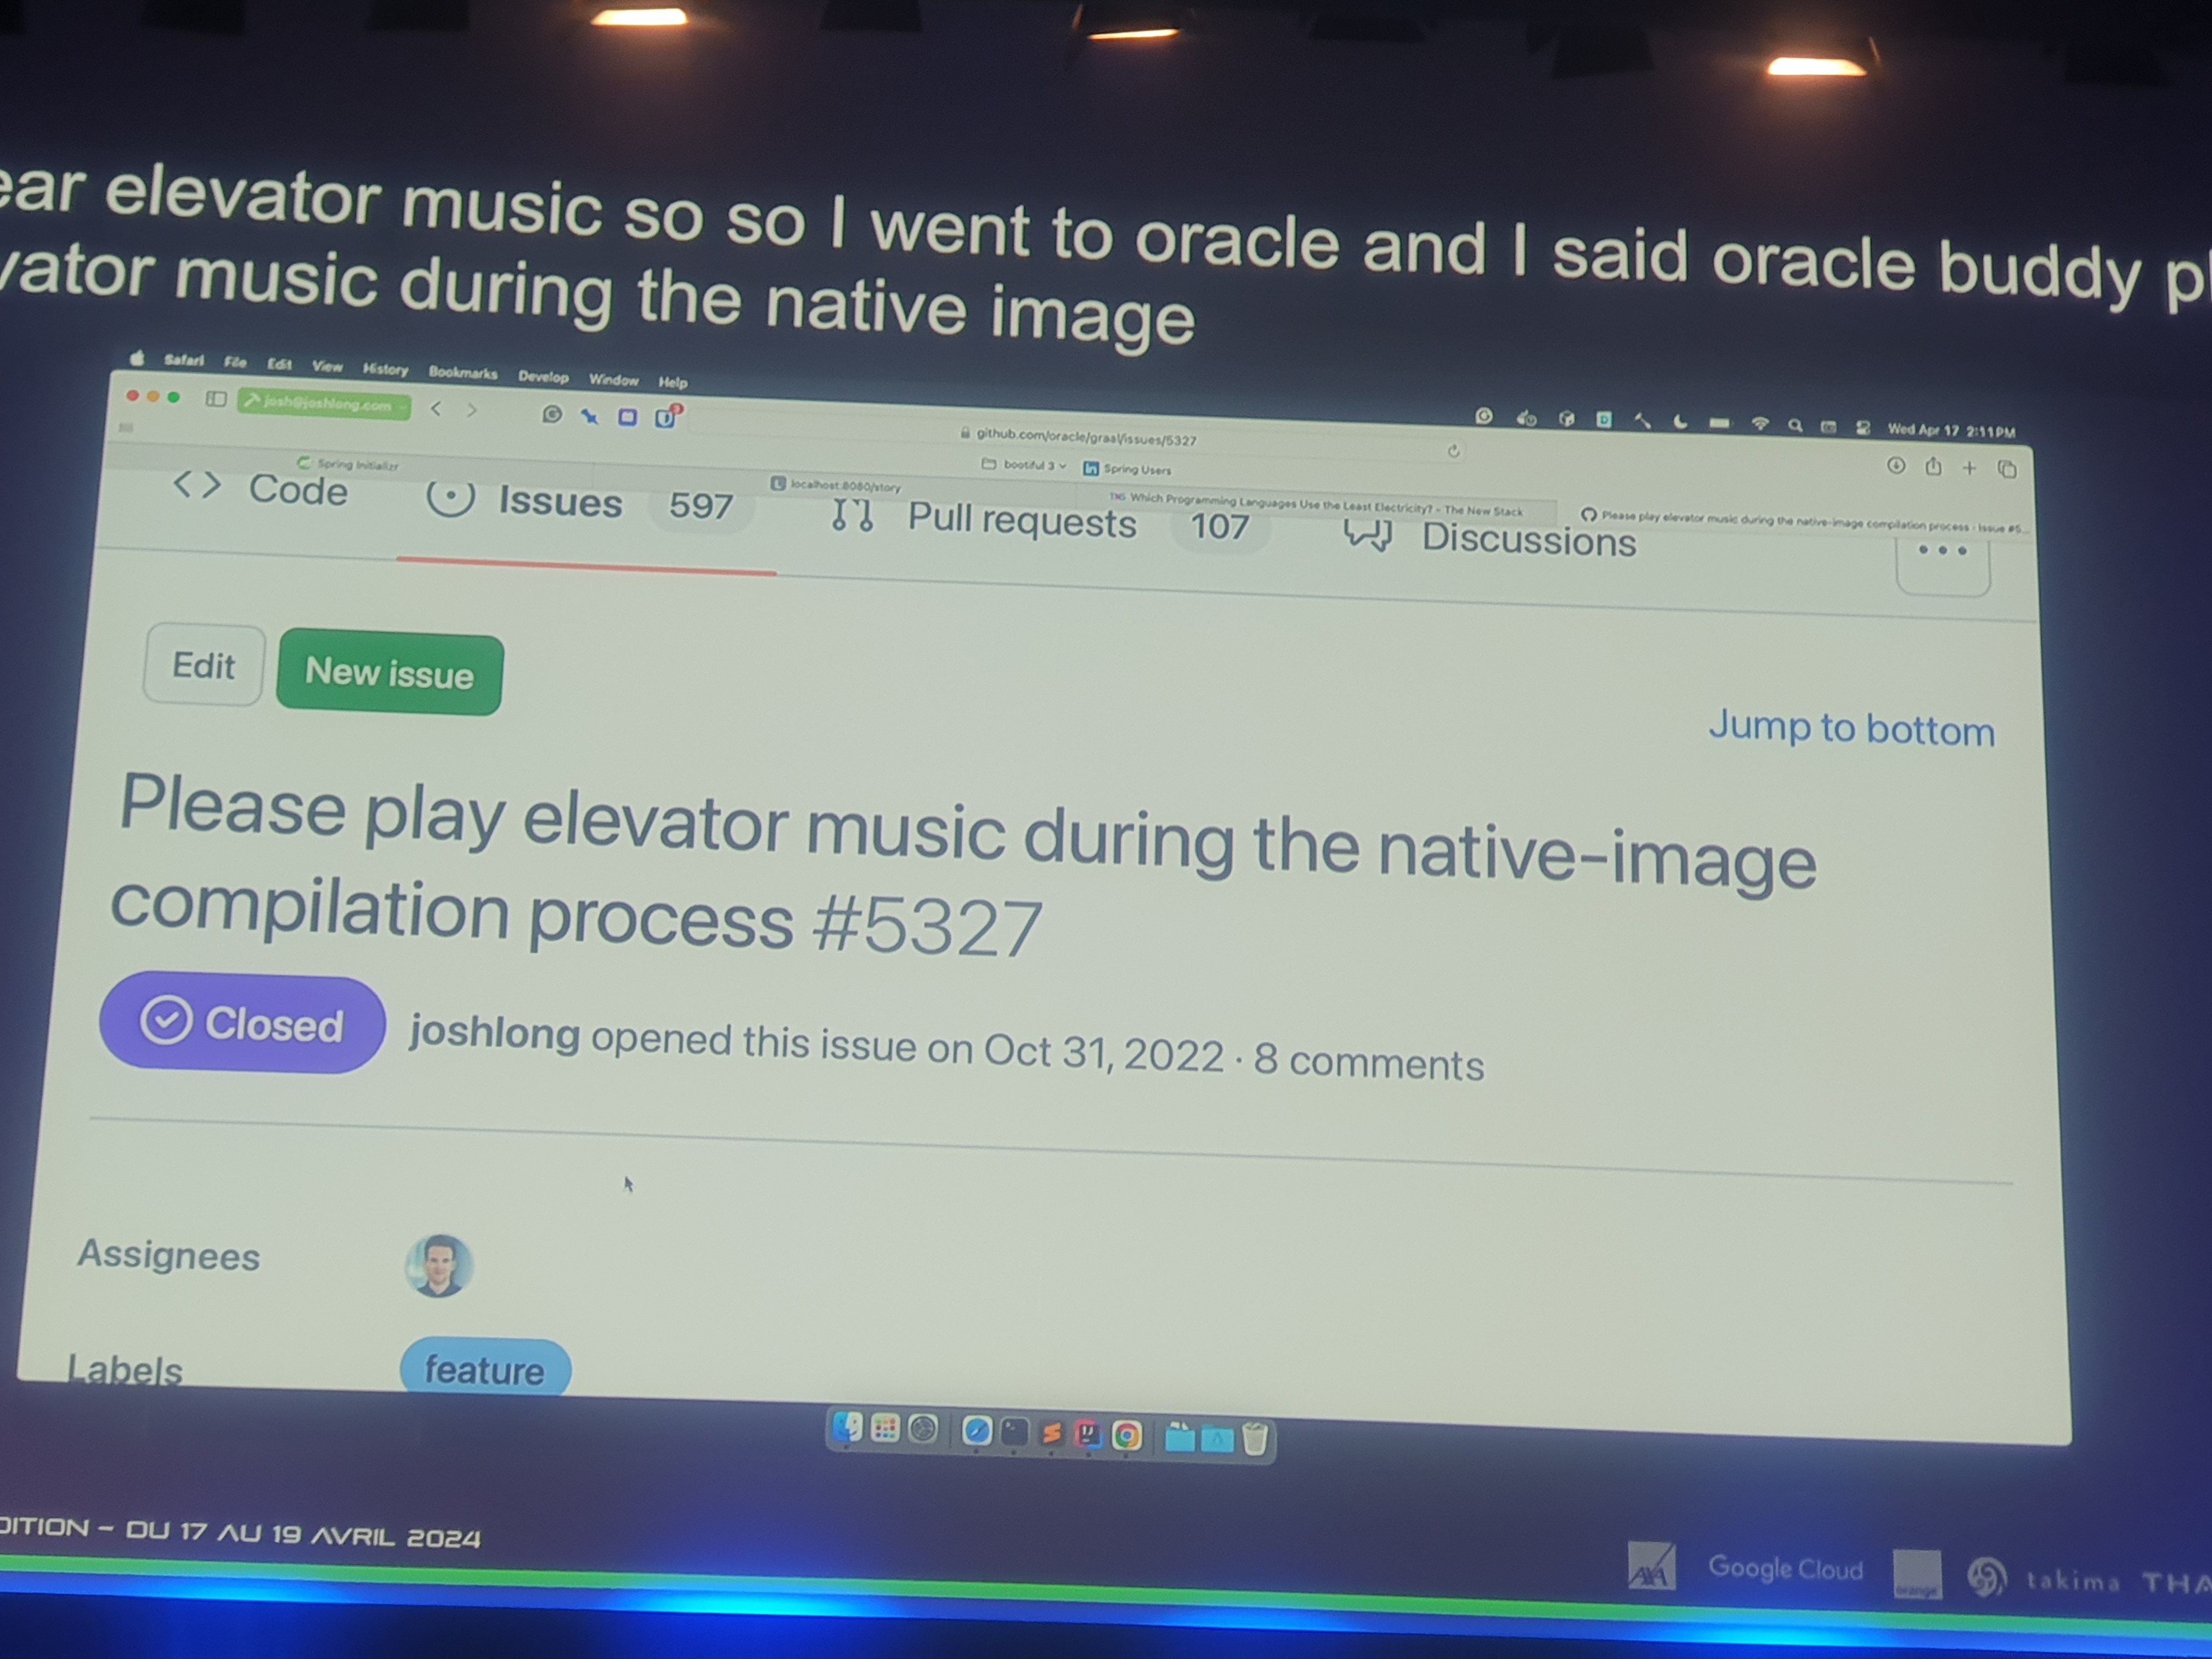 ear elevator music so so I went to oracle and I said oracle buddy pl
vator music during the native image
Safari File Edit View History Bookmarks Develop Window Help
Wed Apr 17 2:11PM
josh@joshlong.com
github.com/oracle/graal/issues/5327
bootiful 3
Spring Users
Spring Initializr
localhost:8080/story
Which Programming Languages Use the Least Electricity? - The New Stack
Please play elevator music during the native-image compilation process · Issue #5...
Code Issues 597 Pull requests 107 Discussions
Edit New issue
Jump to bottom
Please play elevator music during the native-image
compilation process #5327
Closed joshlong opened this issue on Oct 31, 2022 · 8 comments
Assignees
Labels feature
DITION - DU 17 AU 19 AVRIL 2024
AXA Google Cloud orange takima THA